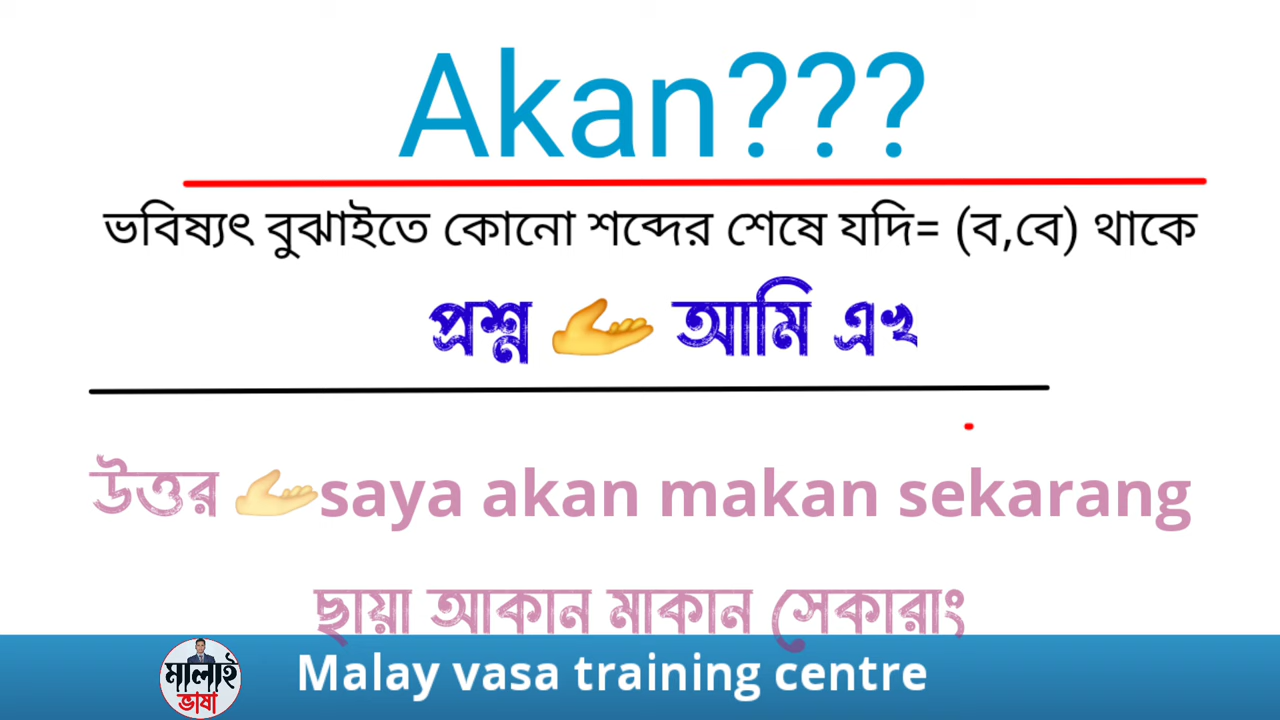 Akan???
ভবিষ্যৎ বুঝাইতে কোনো শব্দের শেষে যদি= (ব,বে) থাকে
প্রশ্ন 🫴 আমি এখ
উত্তর 🫴saya akan makan sekarang
ছায়া আকান মাকান সেকারাং
মালাই
ভাষা
Malay vasa training centre